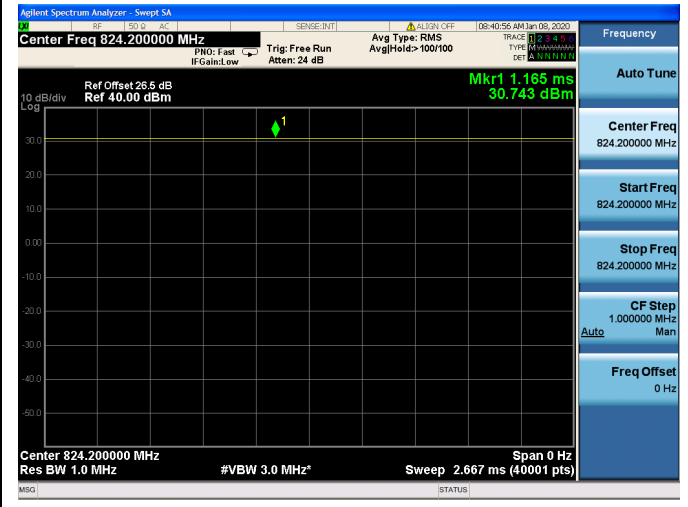 Agilent Spectrum Analyzer - Swept SA
RF 50 Ω AC SENSE:INT ALIGN OFF 08:40:56 AM Jan 08, 2020
Center Freq 824.200000 MHz
PNO: Fast
IFGain:Low
Trig: Free Run
Atten: 24 dB
Avg Type: RMS
Avg|Hold:>100/100
TRACE 1 2 3 4 5 6
TYPE M
DET A N N N N N
Ref Offset 26.5 dB
Ref 40.00 dBm
10 dB/div
Log
Mkr1 1.165 ms
30.743 dBm
1
30.0
20.0
10.0
0.00
-10.0
-20.0
-30.0
-40.0
-50.0
Center 824.200000 MHz
Span 0 Hz
Res BW 1.0 MHz
#VBW 3.0 MHz*
Sweep 2.667 ms (40001 pts)
MSG
STATUS
Frequency
Auto Tune
Center Freq
824.200000 MHz
Start Freq
824.200000 MHz
Stop Freq
824.200000 MHz
CF Step
1.000000 MHz
Auto Man
Freq Offset
0 Hz